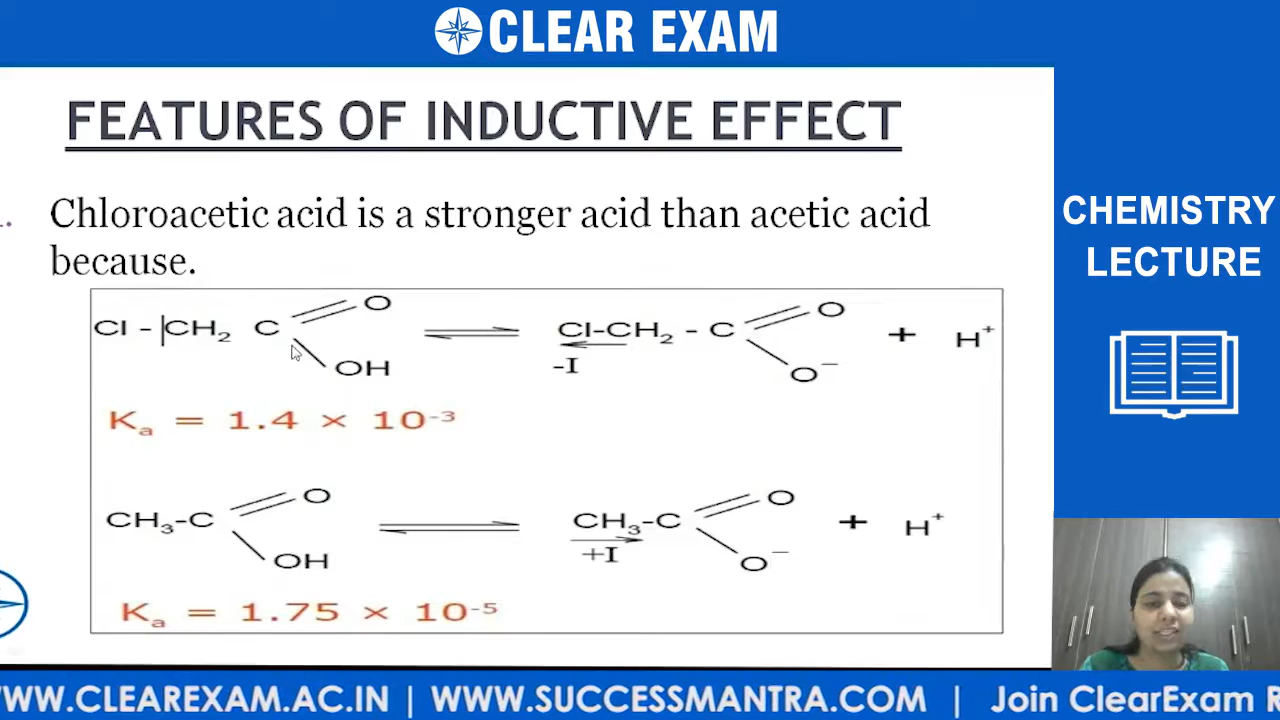 CLEAR EXAM
FEATURES OF INDUCTIVE EFFECT
Chloroacetic acid is a stronger acid than acetic acid
because.
Cl - CH₂ C O OH ⇌ Cl-CH₂ - C O O⁻ + H⁺
-I
Kₐ = 1.4 × 10⁻³
CH₃-C O OH ⇌ CH₃-C O O⁻ + H⁺
+I
Kₐ = 1.75 × 10⁻⁵
CHEMISTRY
LECTURE
WWW.CLEAREXAM.AC.IN | WWW.SUCCESSMANTRA.COM | Join ClearExam R